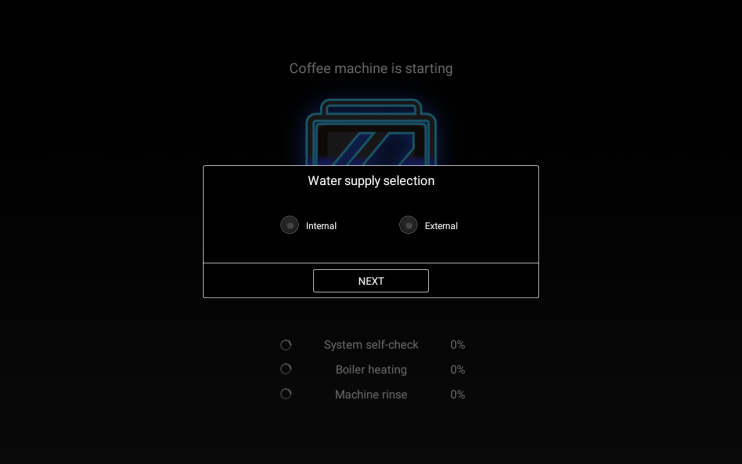 Coffee machine is starting
Water supply selection
Internal External
NEXT
System self-check 0%
Boiler heating 0%
Machine rinse 0%